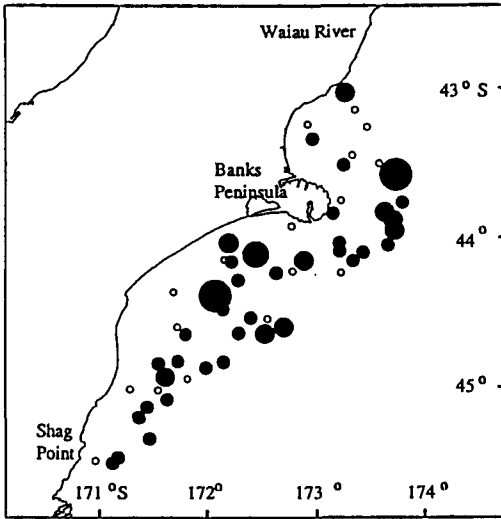 Waiau River
43° S
Banks
Peninsula
44°
45°
Shag
Point
171 °S
172 °
173 °
174 °